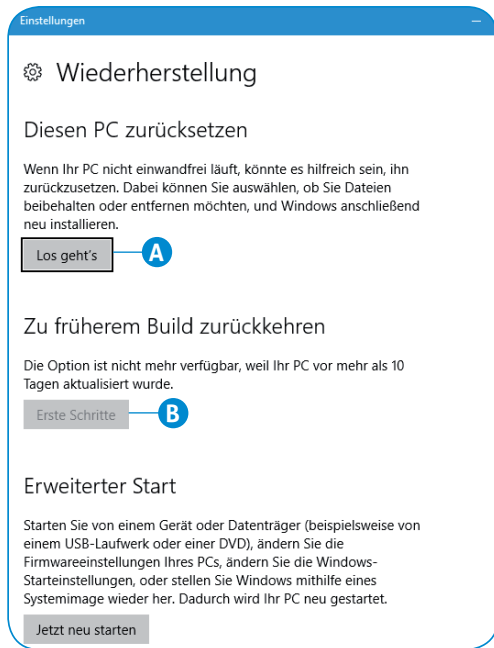 Einstellungen
Wiederherstellung
Diesen PC zurücksetzen
Wenn Ihr PC nicht einwandfrei läuft, könnte es hilfreich sein, ihn
zurückzusetzen. Dabei können Sie auswählen, ob Sie Dateien
beibehalten oder entfernen möchten, und Windows anschließend
neu installieren.
Los geht's A
Zu früherem Build zurückkehren
Die Option ist nicht mehr verfügbar, weil Ihr PC vor mehr als 10
Tagen aktualisiert wurde.
Erste Schritte B
Erweiterter Start
Starten Sie von einem Gerät oder Datenträger (beispielsweise von
einem USB-Laufwerk oder einer DVD), ändern Sie die
Firmwareeinstellungen Ihres PCs, ändern Sie die Windows-
Starteinstellungen, oder stellen Sie Windows mithilfe eines
Systemimage wieder her. Dadurch wird Ihr PC neu gestartet.
Jetzt neu starten